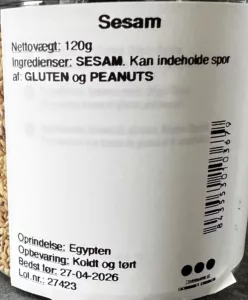 Sesam
Nettovægt: 120g
Ingredienser: SESAM. Kan indeholde spor
af: GLUTEN og PEANUTS
Oprindelse: Egypten
Opbevaring: Koldt og tørt
Bedst før: 27-04-2026
Lot.nr.: 27423